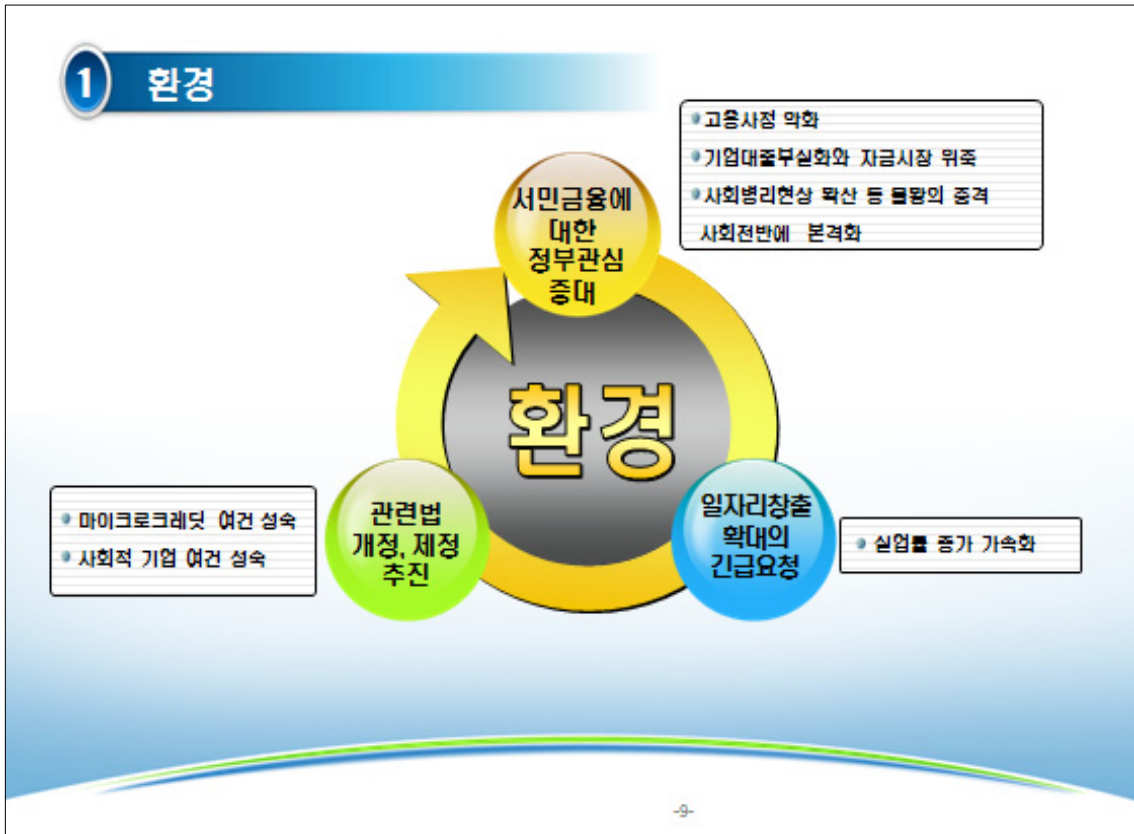 1 환경
고용사정 악화
기업대출부실화와 자금시장 위축
사회병리현상 확산 등 불황의 충격
사회전반에 본격화
서민금융에
대한
정부관심
증대
환경
마이크로크레딧 여건 성숙
사회적 기업 여건 성숙
관련법
개정, 제정
추진
일자리창출
확대의
긴급요청
실업률 증가 가속화
-9-